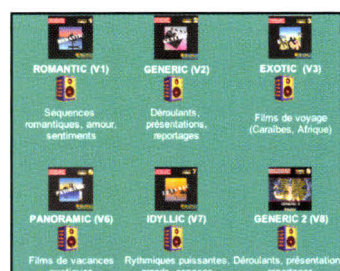 ROMANTIC (V1)
GENERIC (V2)
EXOTIC (V3)
Séquences
romantiques, amour,
sentiments
Déroulants,
présentations,
reportages
Films de voyage
(Caraïbes, Afrique)
PANORAMIC (V6)
IDYLLIC (V7)
GENERIC 2 (V8)
Films de vacances
Rythmiques puissantes,
Déroulants, présentation